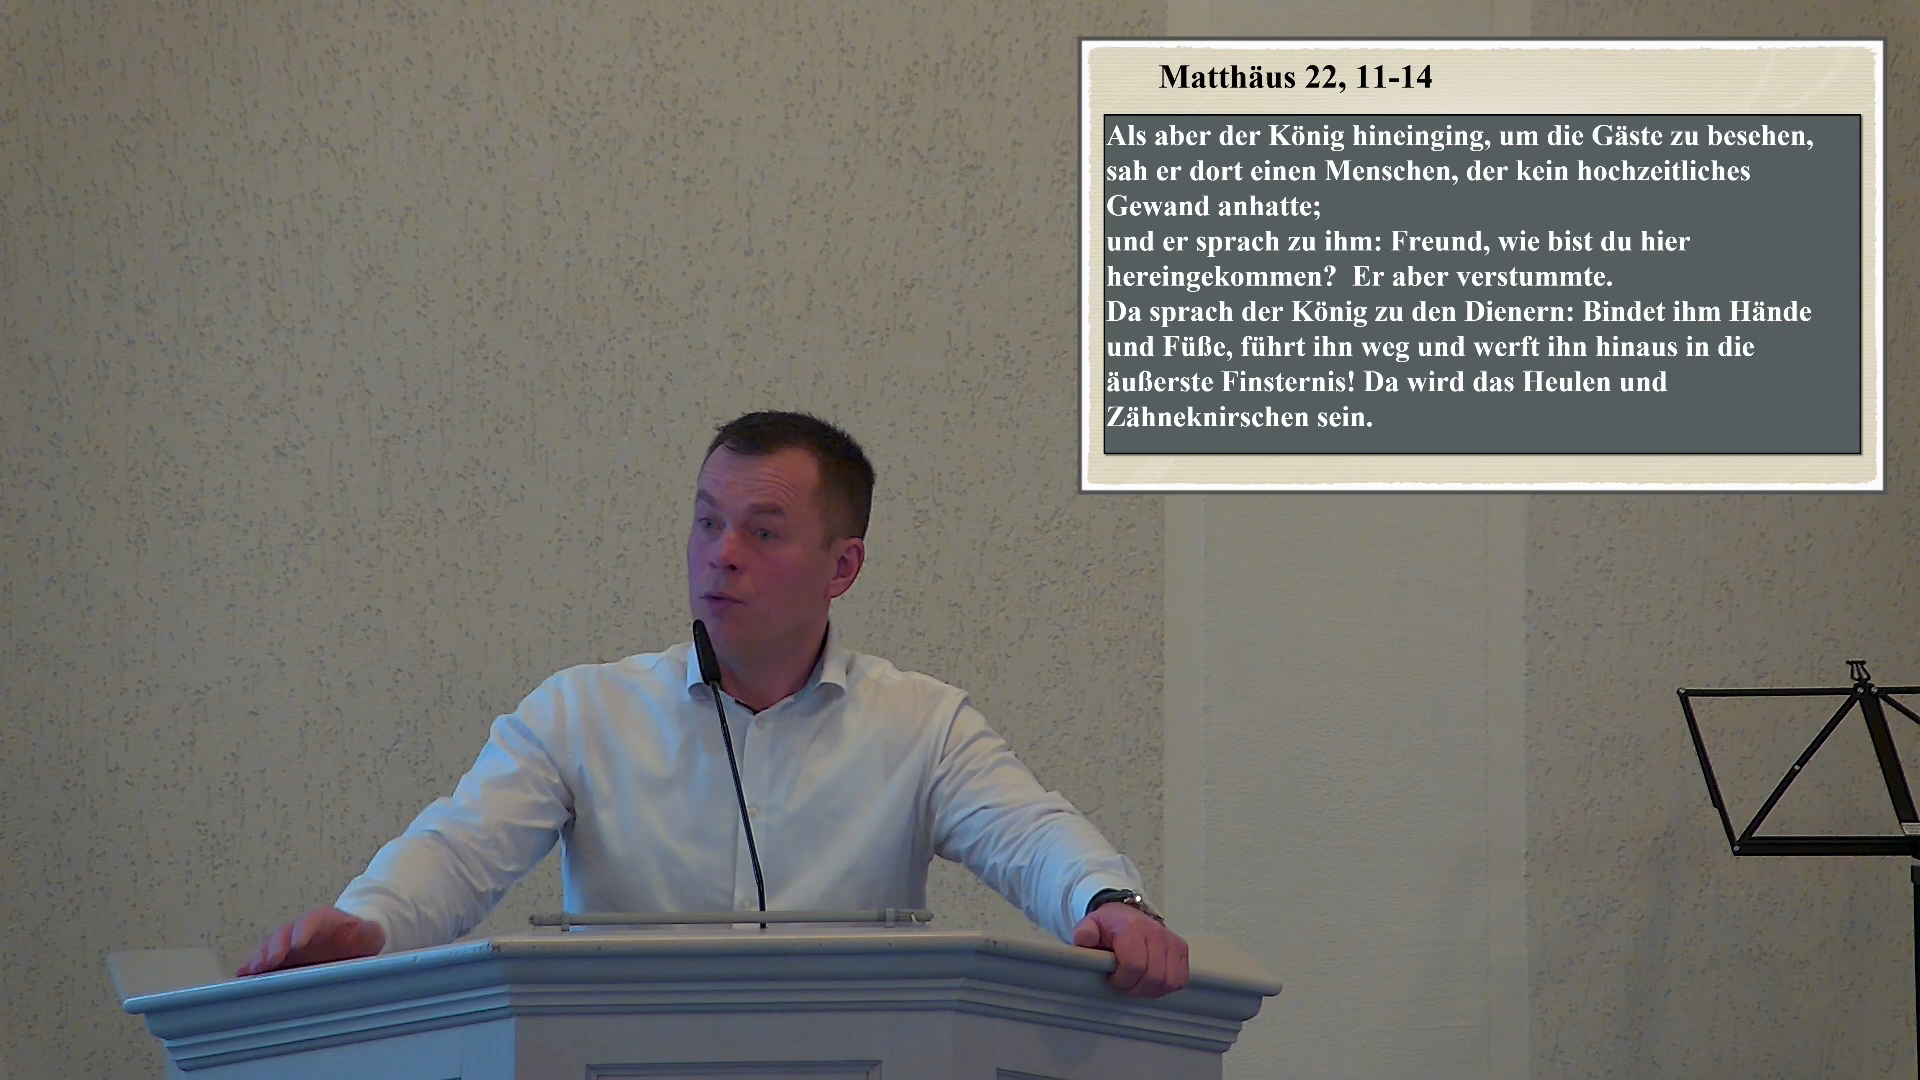 Matthäus 22, 11-14
Als aber der König hineinging, um die Gäste zu besehen,
sah er dort einen Menschen, der kein hochzeitliches
Gewand anhatte;
und er sprach zu ihm: Freund, wie bist du hier
hereingekommen?  Er aber verstummte.
Da sprach der König zu den Dienern: Bindet ihm Hände
und Füße, führt ihn weg und werft ihn hinaus in die
äußerste Finsternis! Da wird das Heulen und
Zähneknirschen sein.